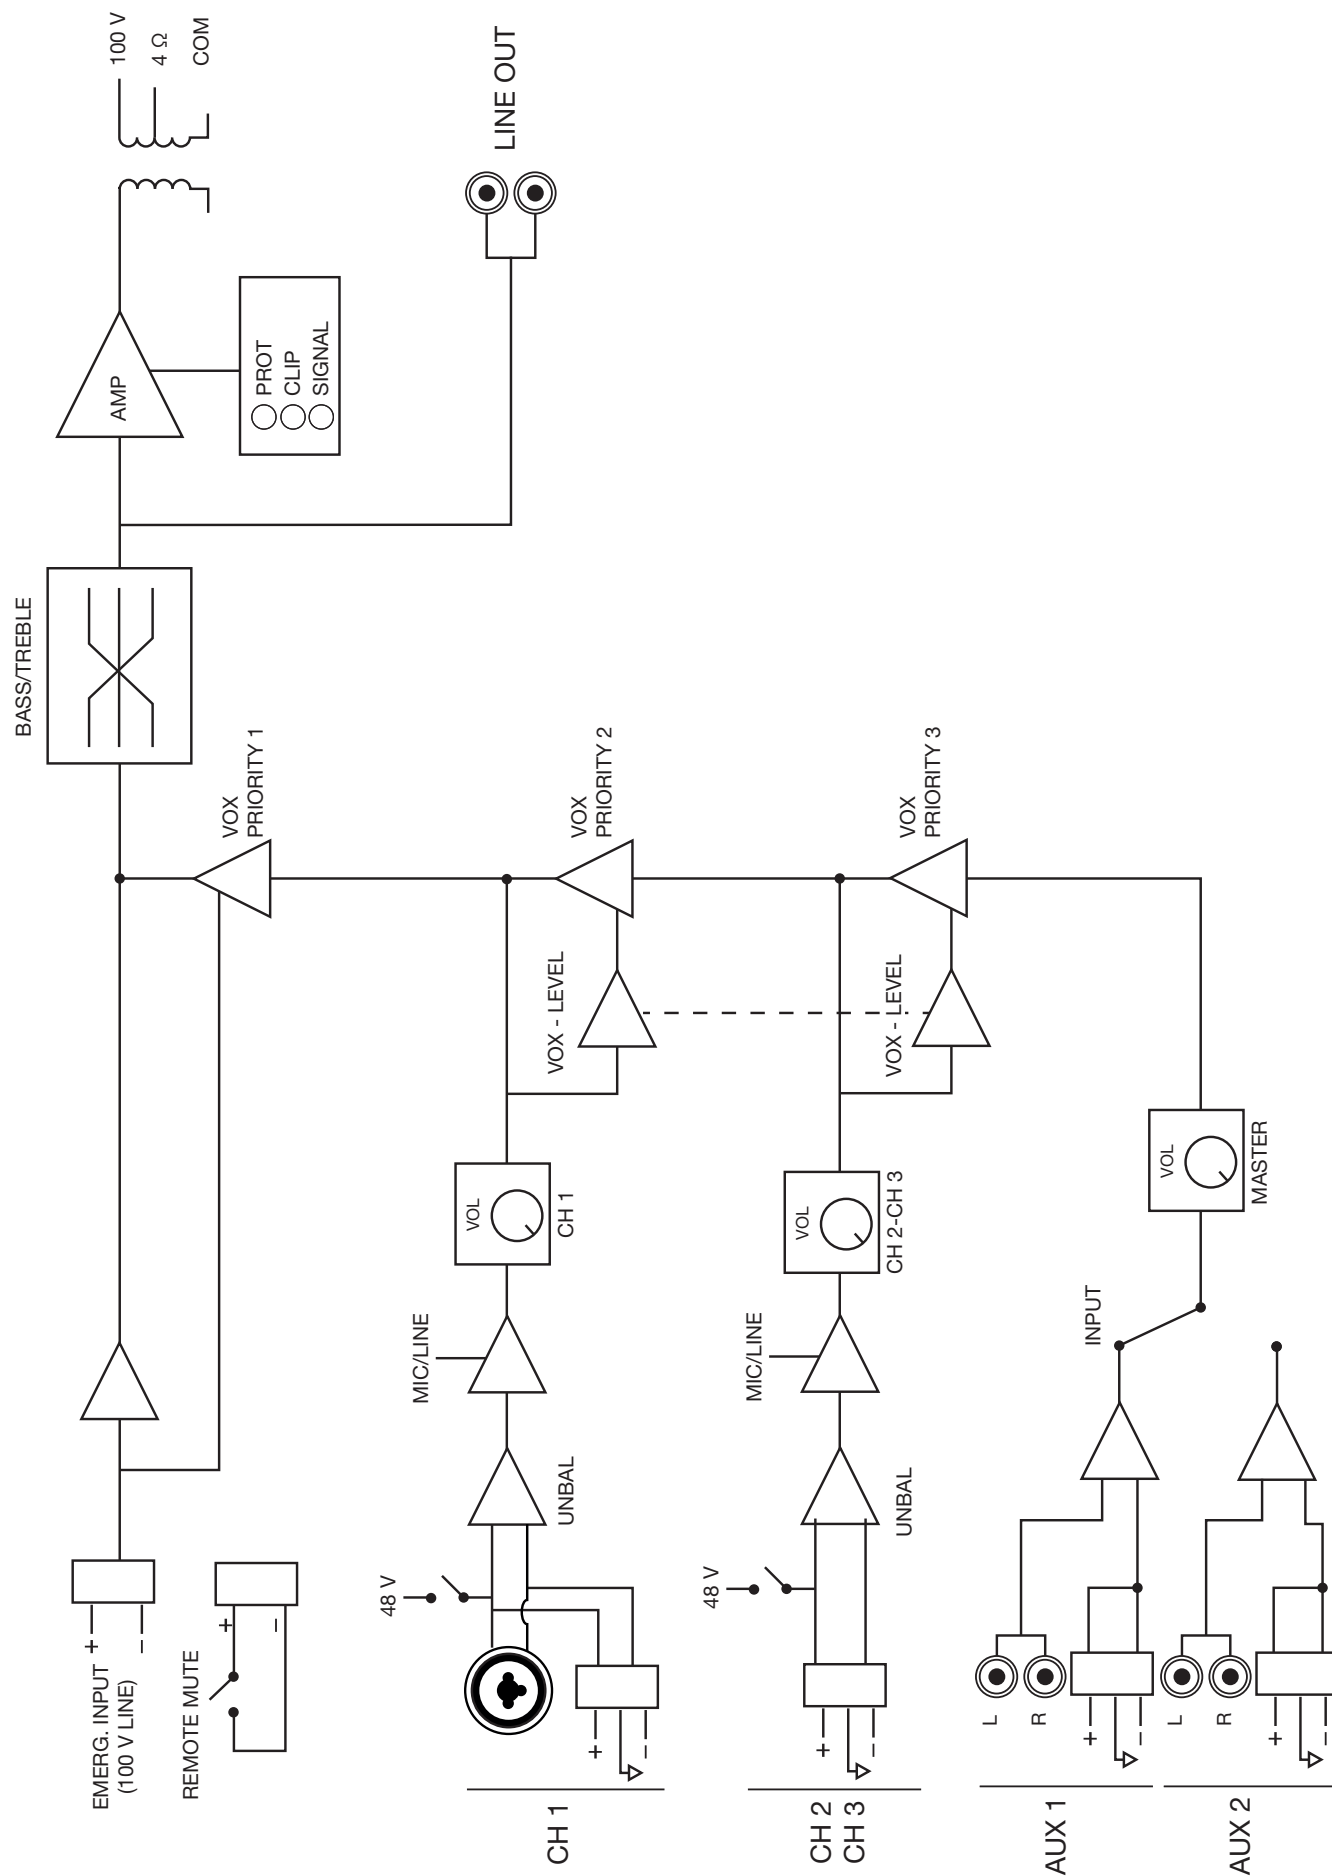 EMERG. INPUT
(100 V LINE)
+
−
REMOTE MUTE
+
−
BASS/TREBLE
AMP
PROT
CLIP
SIGNAL
100 V
4 Ω
COM
LINE OUT
VOX
PRIORITY 1
CH 1
+
−
48 V
UNBAL
MIC/LINE
VOL
CH 1
VOX - LEVEL
VOX
PRIORITY 2
CH 2
CH 3
+
−
48 V
UNBAL
MIC/LINE
VOL
CH 2-CH 3
VOX - LEVEL
VOX
PRIORITY 3
AUX 1
L
R
+
−
INPUT
VOL
MASTER
AUX 2
L
R
+
−